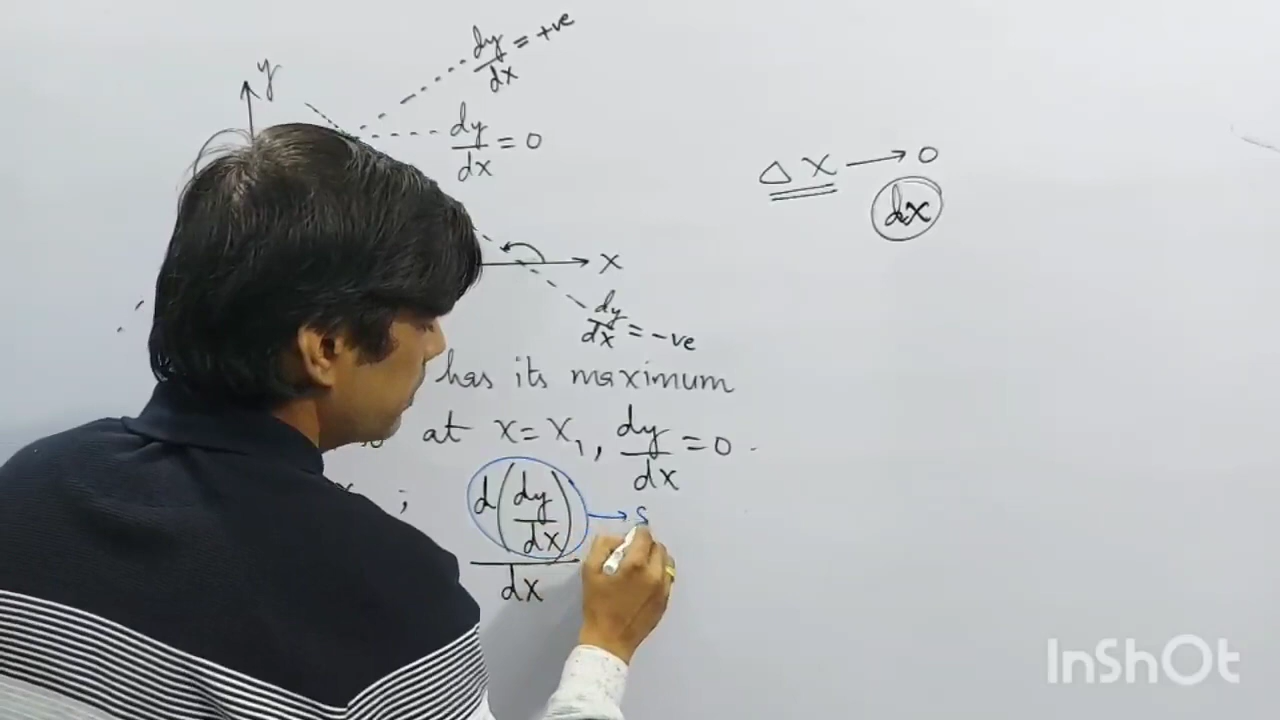 dy/dx = +ve
y
dy/dx = 0
△x → 0
dx
x
dy/dx = -ve
has its maximum
at x = x₁, dy/dx = 0 .
; d(dy/dx)/dx → s
InShOt